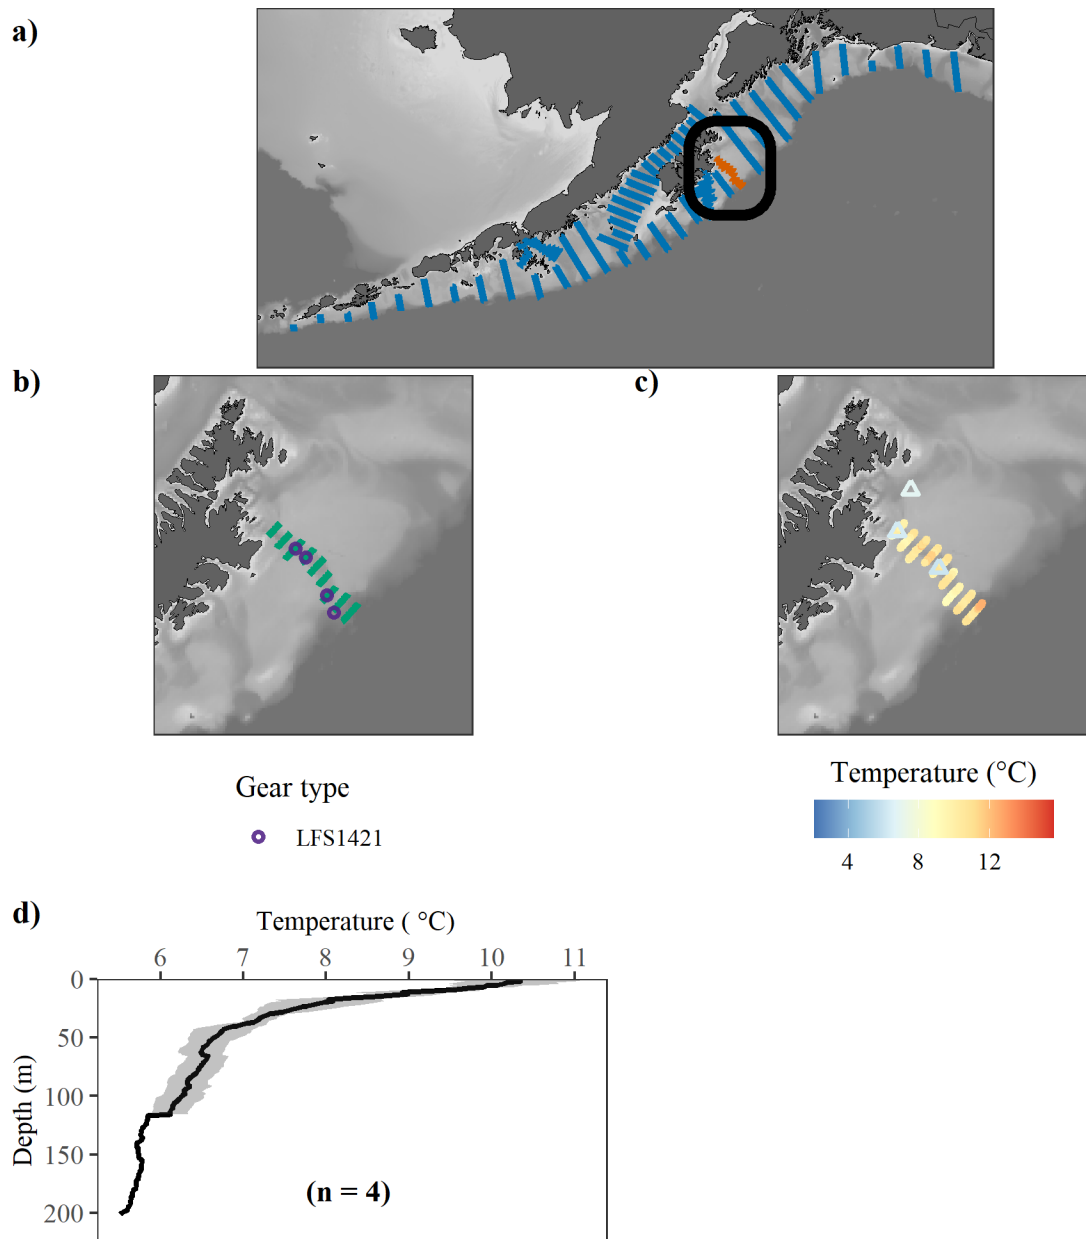 a)
b)
c)
Gear type
LFS1421
Temperature (°C)
4 8 12
d)
Temperature ( °C)
6 7 8 9 10 11
0
50
100
150
200
Depth (m)
(n = 4)